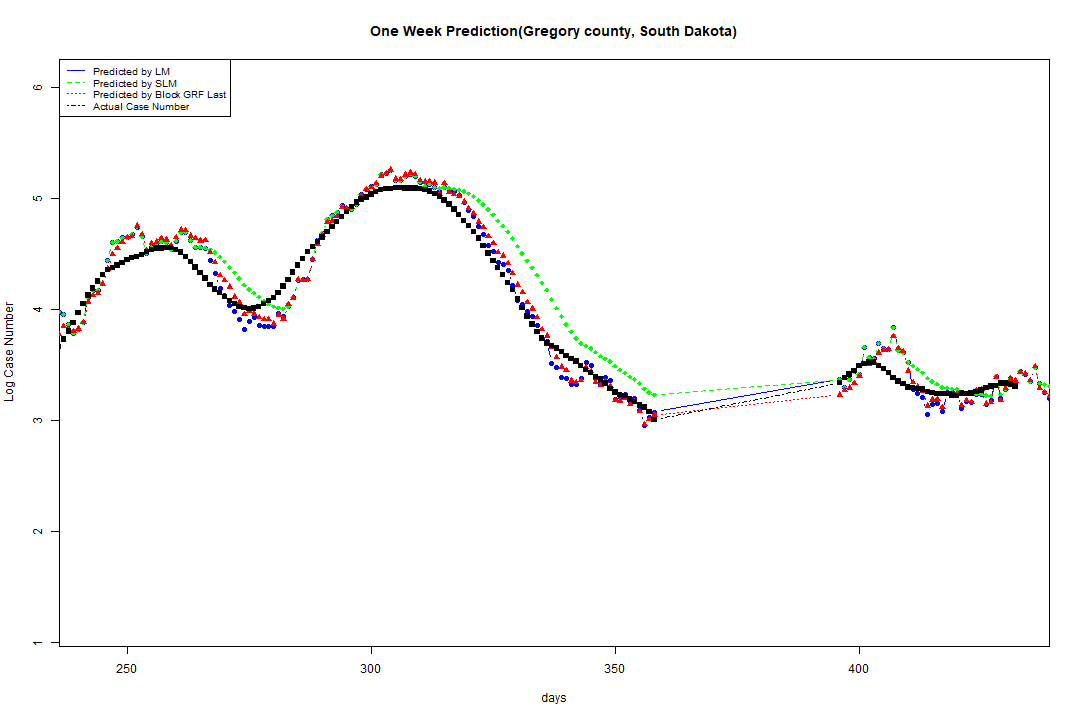 One Week Prediction(Gregory county, South Dakota)
Predicted by LM
Predicted by SLM
Predicted by Block GRF Last
Actual Case Number
6
5
4
3
2
1
Log Case Number
250
300
350
400
days